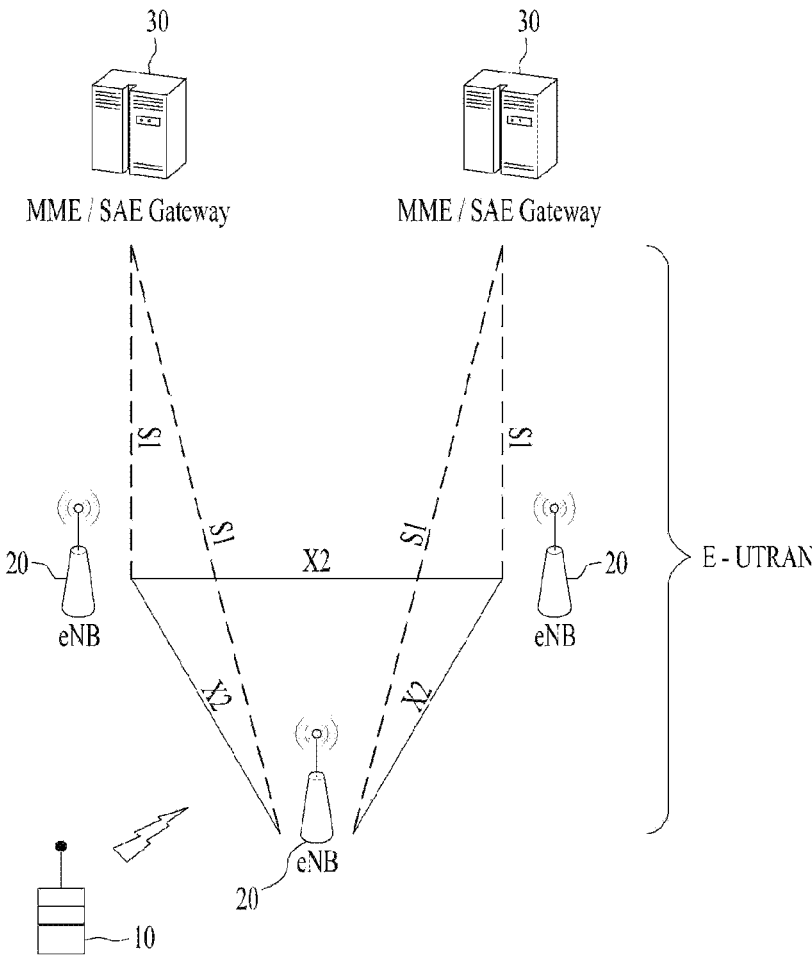 30
30
MME / SAE Gateway
MME / SAE Gateway
S1
S1
S1
S1
X2
20
20
E - UTRAN
eNB
eNB
X2
X2
20
eNB
10